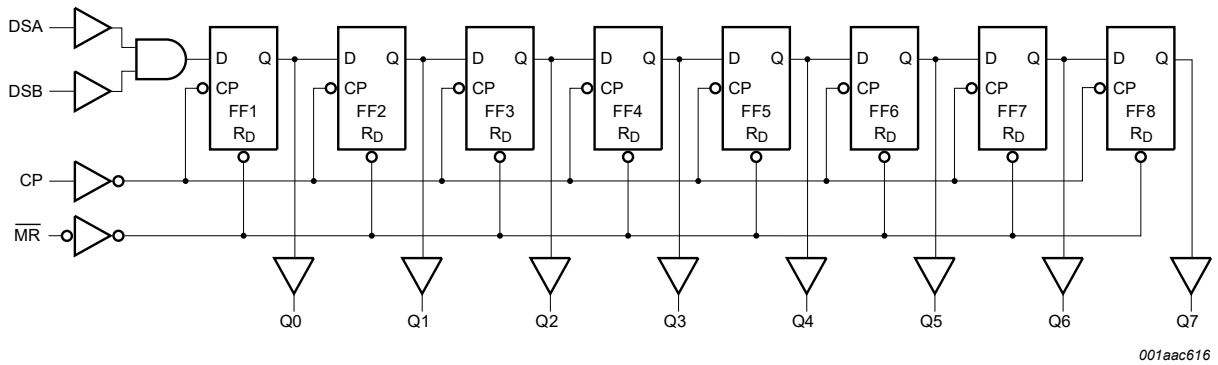 DSA
DSB
D Q D Q D Q D Q D Q D Q D Q D Q
CP CP CP CP CP CP CP CP
FF1 FF2 FF3 FF4 FF5 FF6 FF7 FF8
RD RD RD RD RD RD RD RD
CP
MR
Q0 Q1 Q2 Q3 Q4 Q5 Q6 Q7
001aac616